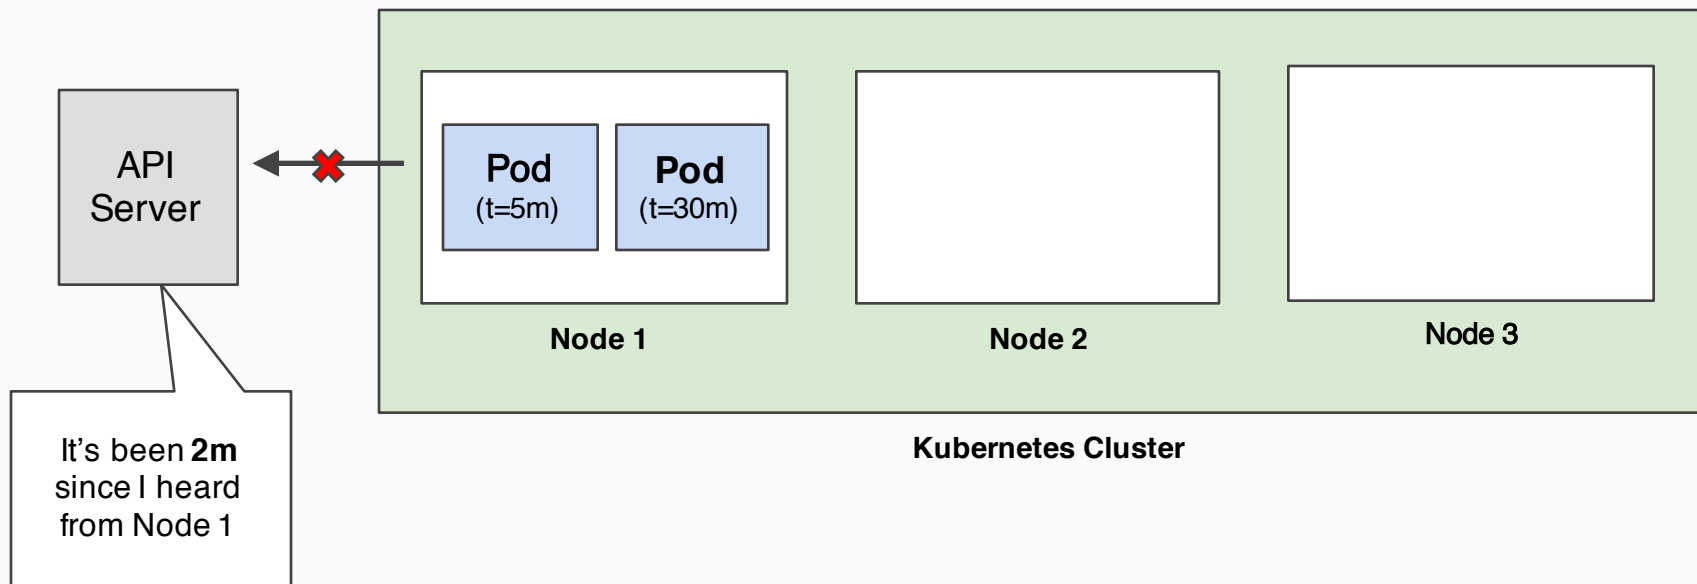 API
Server
Pod
(t=5m)
Pod
(t=30m)
Node 1
Node 2
Node 3
Kubernetes Cluster
It's been 2m
since I heard
from Node 1